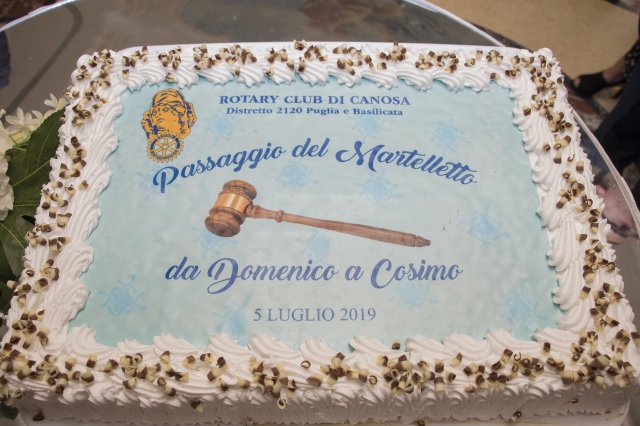 ROTARY CLUB DI CANOSA
Distretto 2120 Puglia e Basilicata
Passaggio del Martelletto
da Domenico a Cosimo
5 LUGLIO 2019